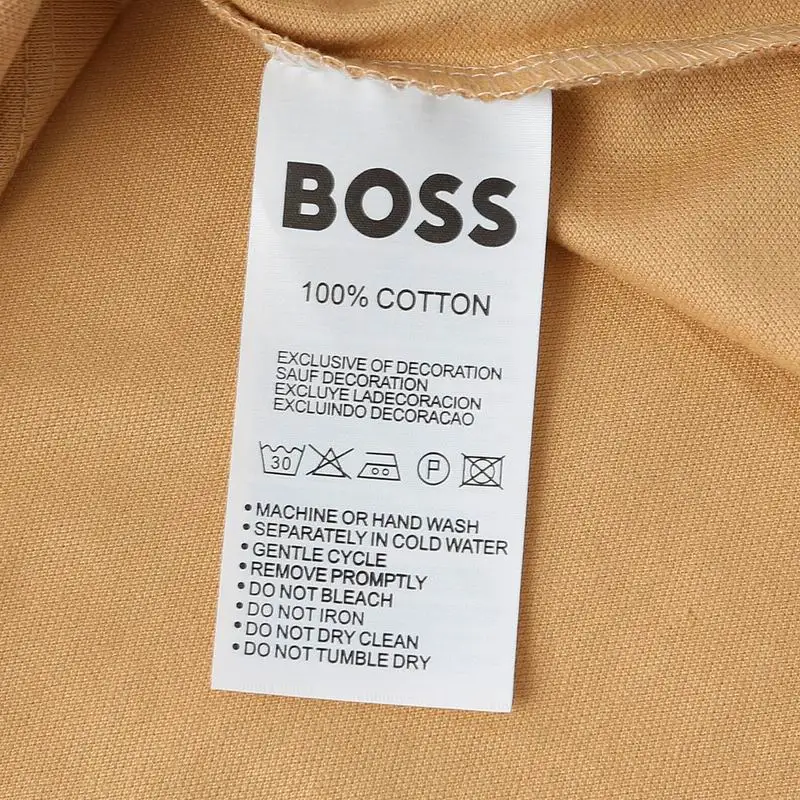 BOSS
100% COTTON
EXCLUSIVE OF DECORATION
SAUF DECORATION
EXCLUYE LADECORACION
EXCLUINDO DECORACAO
30 P
• MACHINE OR HAND WASH
• SEPARATELY IN COLD WATER
• GENTLE CYCLE
• REMOVE PROMPTLY
• DO NOT BLEACH
• DO NOT IRON
• DO NOT DRY CLEAN
• DO NOT TUMBLE DRY